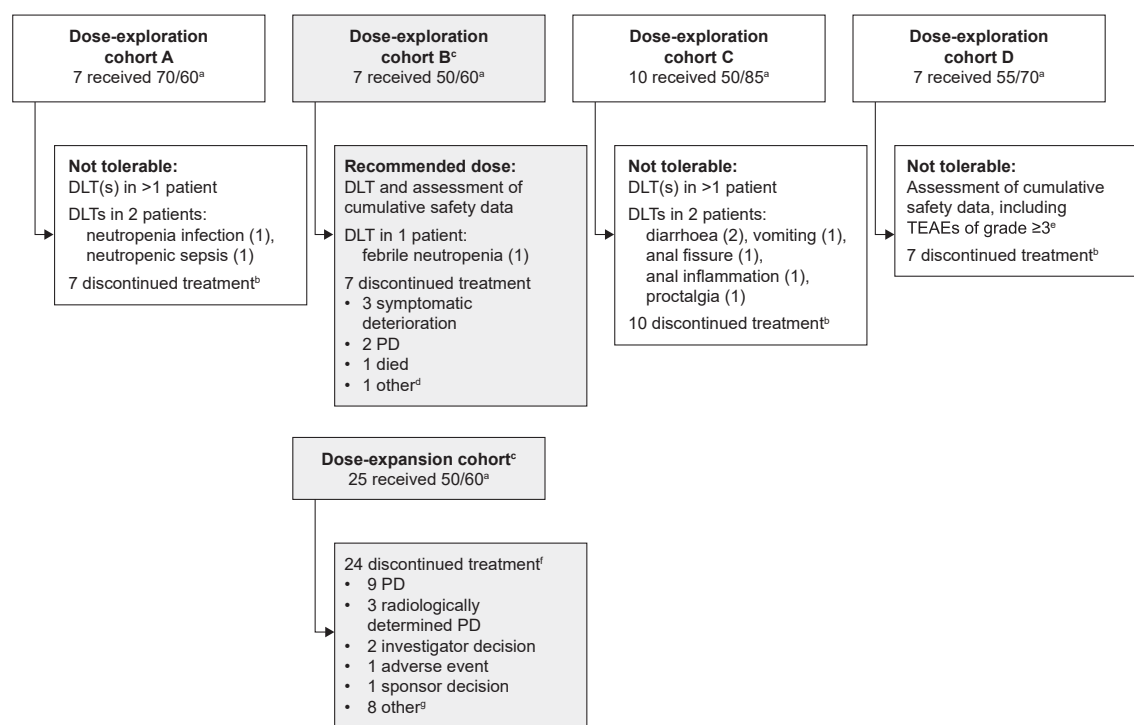 Dose-exploration
cohort A
7 received 70/60ᵃ
Dose-exploration
cohort Bᶜ
7 received 50/60ᵃ
Dose-exploration
cohort C
10 received 50/85ᵃ
Dose-exploration
cohort D
7 received 55/70ᵃ
Not tolerable:
DLT(s) in >1 patient
DLTs in 2 patients:
neutropenia infection (1),
neutropenic sepsis (1)
7 discontinued treatmentᵇ
Recommended dose:
DLT and assessment of
cumulative safety data
DLT in 1 patient:
febrile neutropenia (1)
7 discontinued treatment
• 3 symptomatic
deterioration
• 2 PD
• 1 died
• 1 otherᵈ
Not tolerable:
DLT(s) in >1 patient
DLTs in 2 patients:
diarrhoea (2), vomiting (1),
anal fissure (1),
anal inflammation (1),
proctalgia (1)
10 discontinued treatmentᵇ
Not tolerable:
Assessment of cumulative
safety data, including
TEAEs of grade ≥3ᵉ
7 discontinued treatmentᵇ
Dose-expansion cohortᶜ
25 received 50/60ᵃ
24 discontinued treatmentᶠ
• 9 PD
• 3 radiologically
determined PD
• 2 investigator decision
• 1 adverse event
• 1 sponsor decision
• 8 otherᵍ